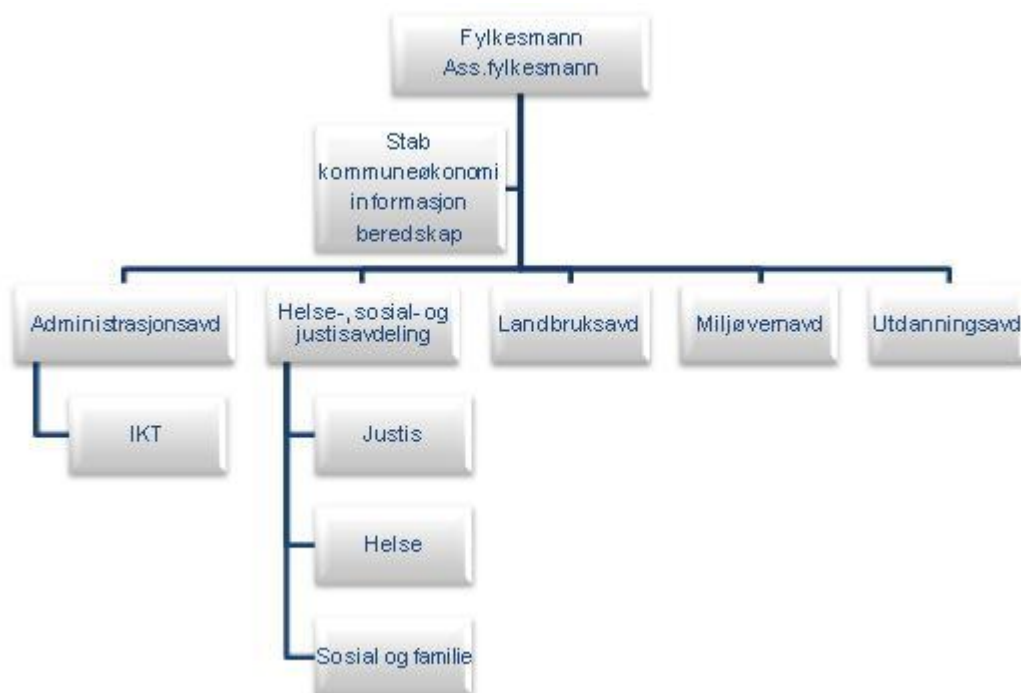 Fylkesmann
Ass.fylkesmann
Stab
kommuneøkonomi
informasjon
beredskap
Administrasjonsavd
Helse-, sosial- og
justisavdeling
Landbruksavd
Miljøvernavd
Utdanningsavd
IKT
Justis
Helse
Sosial og familie